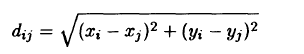 d_{ij} = \sqrt{(x_i - x_j)^2 + (y_i - y_j)^2}